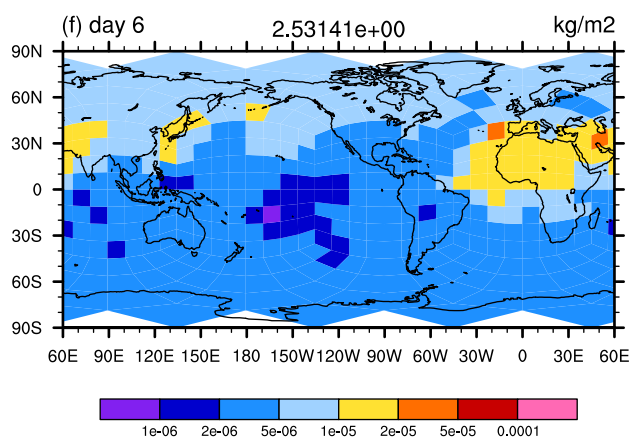 (f) day 6 2.53141e+00 kg/m2
90N
60N
30N
0
30S
60S
90S
60E 90E 120E 150E 180 150W 120W 90W 60W 30W 0 30E 60E
1e-06 2e-06 5e-06 1e-05 2e-05 5e-05 0.0001